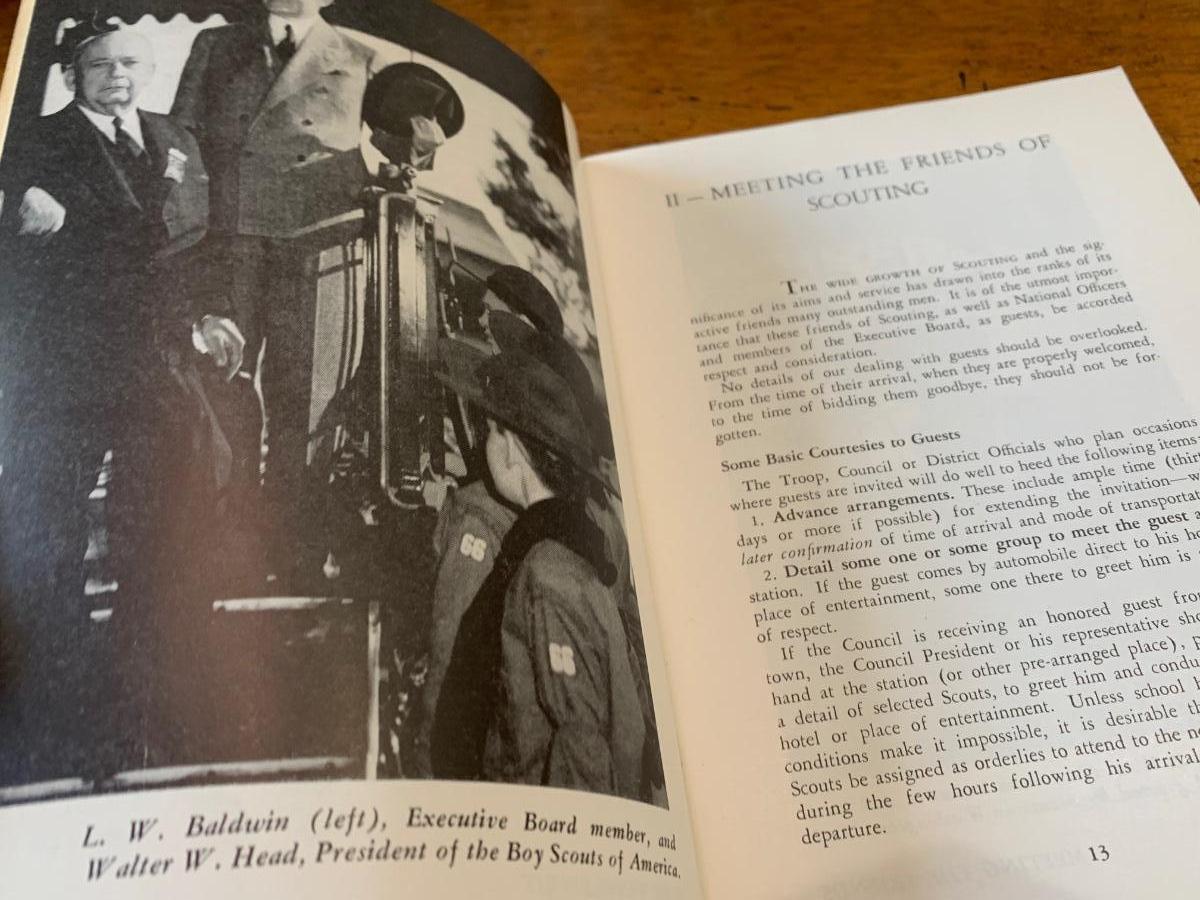 66
66
L. W. Baldwin (left), Executive Board member, and
Walter W. Head, President of the Boy Scouts of America.
II — MEETING THE FRIENDS OF
SCOUTING
THE WIDE GROWTH OF SCOUTING and the sig-
nificance of its aims and service has drawn into the ranks of its
active friends many outstanding men. It is of the utmost impor-
tance that these friends of Scouting, as well as National Officers
and members of the Executive Board, as guests, be accorded
respect and consideration.
No details of our dealing with guests should be overlooked.
From the time of their arrival, when they are properly welcomed,
to the time of bidding them goodbye, they should not be for-
gotten.
Some Basic Courtesies to Guests
The Troop, Council or District Officials who plan occasions
where guests are invited will do well to heed the following items:
1. Advance arrangements. These include ample time (thirt
days or more if possible) for extending the invitation—w
later confirmation of time of arrival and mode of transportat
2. Detail some one or some group to meet the guest a
station. If the guest comes by automobile direct to his ho
place of entertainment, some one there to greet him is
of respect.
If the Council is receiving an honored guest fro
town, the Council President or his representative sho
hand at the station (or other pre-arranged place), p
a detail of selected Scouts, to greet him and condu
hotel or place of entertainment. Unless school h
conditions make it impossible, it is desirable th
Scouts be assigned as orderlies to attend to the ne
during the few hours following his arrival
departure.
13